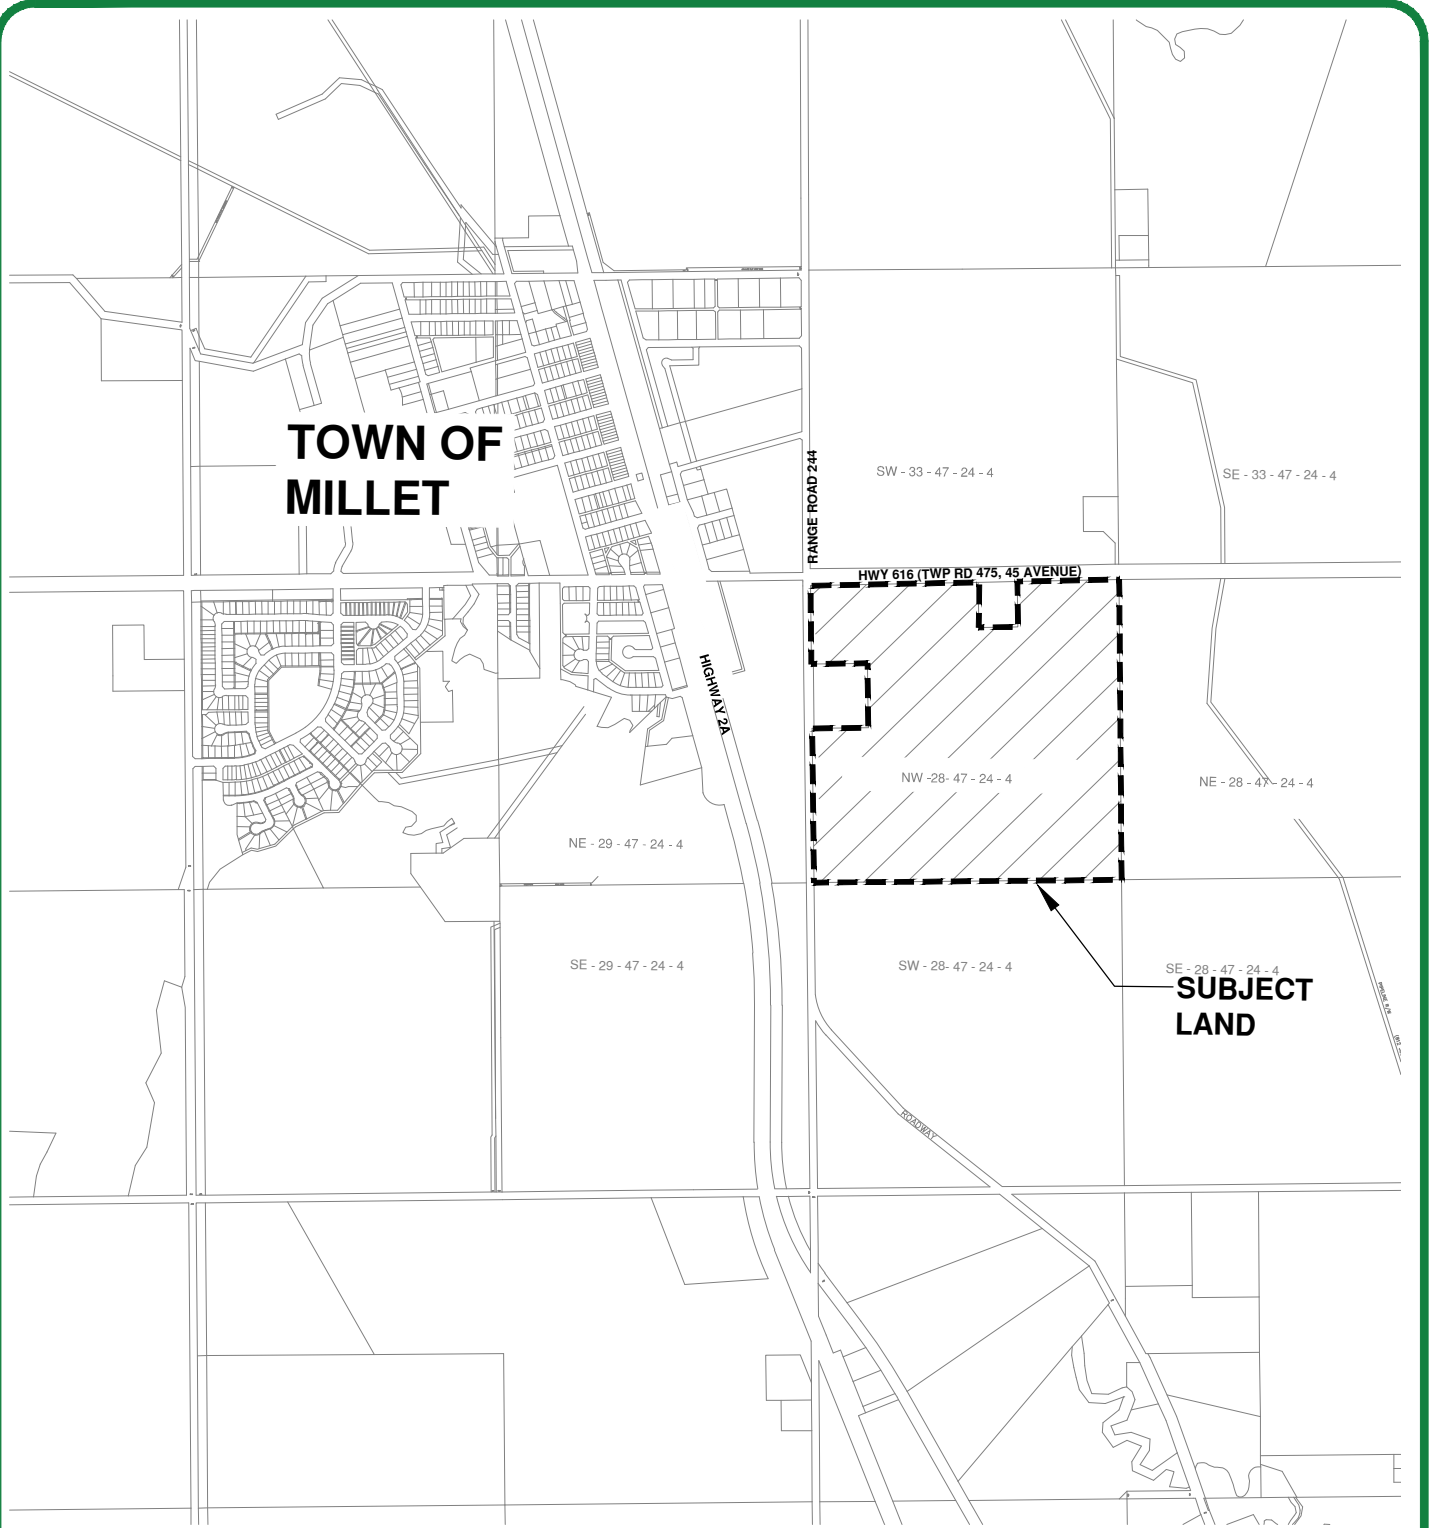 TOWN OF
MILLET
RANGE ROAD 244
SW - 33 - 47 - 24 - 4
SE - 33 - 47 - 24 - 4
HWY 616 (TWP RD 475, 45 AVENUE)
HIGHWAY 2A
NW -28- 47 - 24 - 4
NE - 28 - 47 - 24 - 4
NE - 29 - 47 - 24 - 4
SE - 29 - 47 - 24 - 4
SW - 28- 47 - 24 - 4
SE - 28 - 47 - 24 - 4
SUBJECT
LAND
PIPELINE R/W
ROADWAY